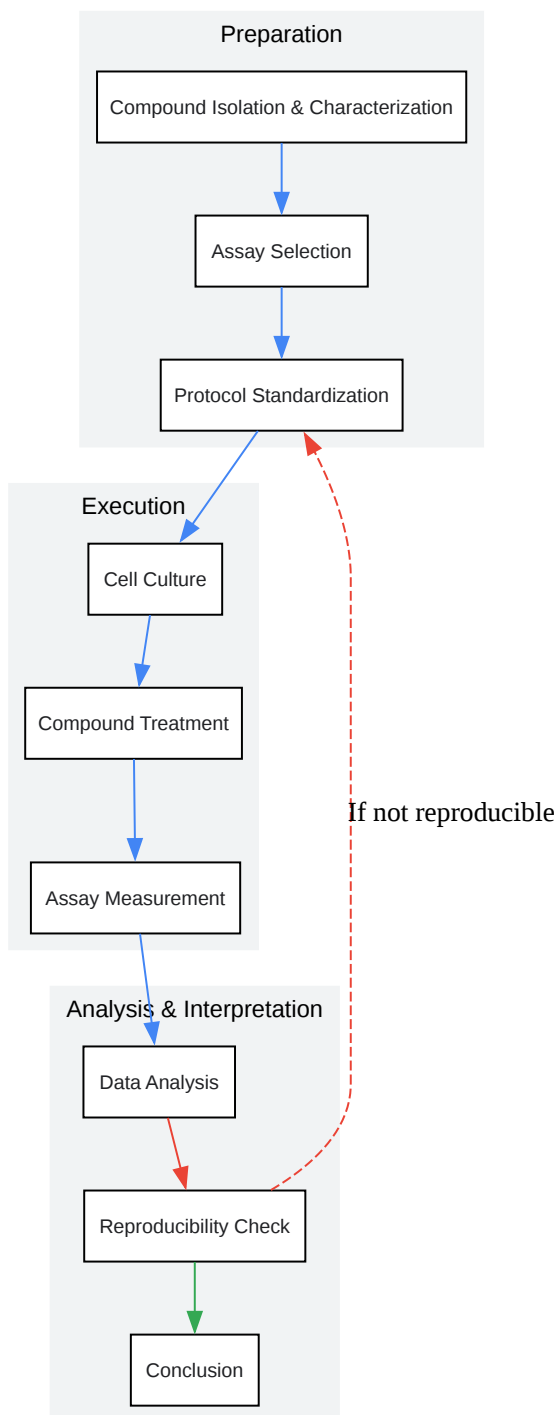 Preparation
Compound Isolation & Characterization
Assay Selection
Protocol Standardization
Execution
Cell Culture
Compound Treatment
If not reproducible
Assay Measurement
Analysis & Interpretation
Data Analysis
Reproducibility Check
Conclusion